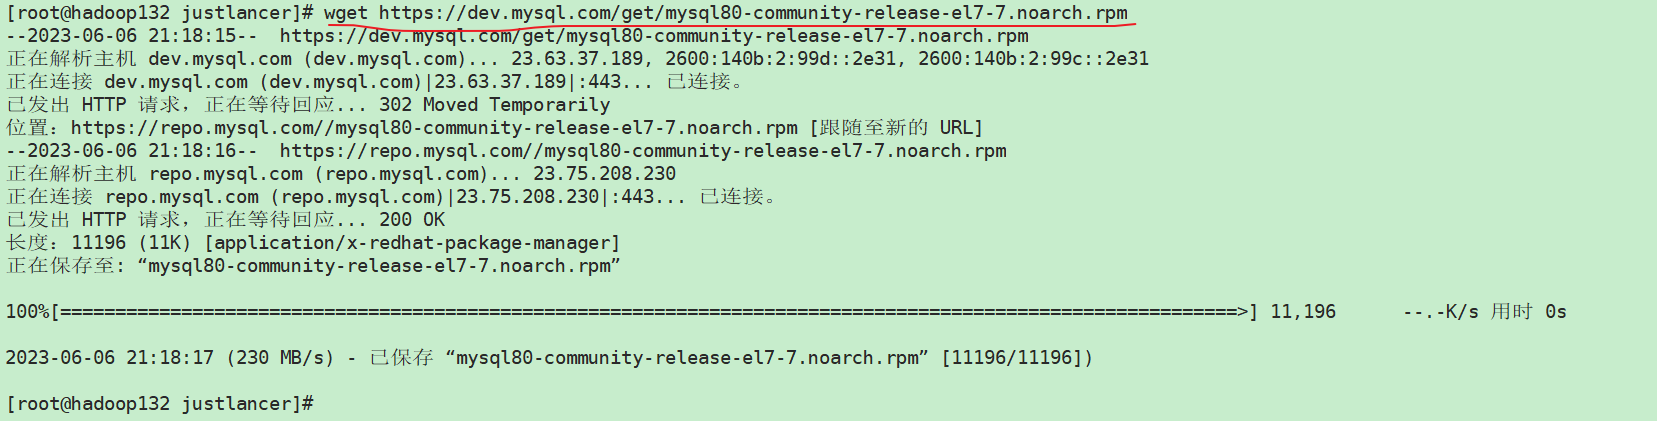 [root@hadoop132 justlancer]# wget https://dev.mysql.com/get/mysql80-community-release-el7-7.noarch.rpm
--2023-06-06 21:18:15--  https://dev.mysql.com/get/mysql80-community-release-el7-7.noarch.rpm
正在解析主机 dev.mysql.com (dev.mysql.com)... 23.63.37.189, 2600:140b:2:99d::2e31, 2600:140b:2:99c::2e31
正在连接 dev.mysql.com (dev.mysql.com)|23.63.37.189|:443... 已连接。
已发出 HTTP 请求，正在等待回应... 302 Moved Temporarily
位置：https://repo.mysql.com//mysql80-community-release-el7-7.noarch.rpm [跟随至新的 URL]
--2023-06-06 21:18:16--  https://repo.mysql.com//mysql80-community-release-el7-7.noarch.rpm
正在解析主机 repo.mysql.com (repo.mysql.com)... 23.75.208.230
正在连接 repo.mysql.com (repo.mysql.com)|23.75.208.230|:443... 已连接。
已发出 HTTP 请求，正在等待回应... 200 OK
长度：11196 (11K) [application/x-redhat-package-manager]
正在保存至: “mysql80-community-release-el7-7.noarch.rpm”
100%[===========================================================================================================>] 11,196      --.-K/s 用时 0s
2023-06-06 21:18:17 (230 MB/s) - 已保存 “mysql80-community-release-el7-7.noarch.rpm” [11196/11196])
[root@hadoop132 justlancer]#